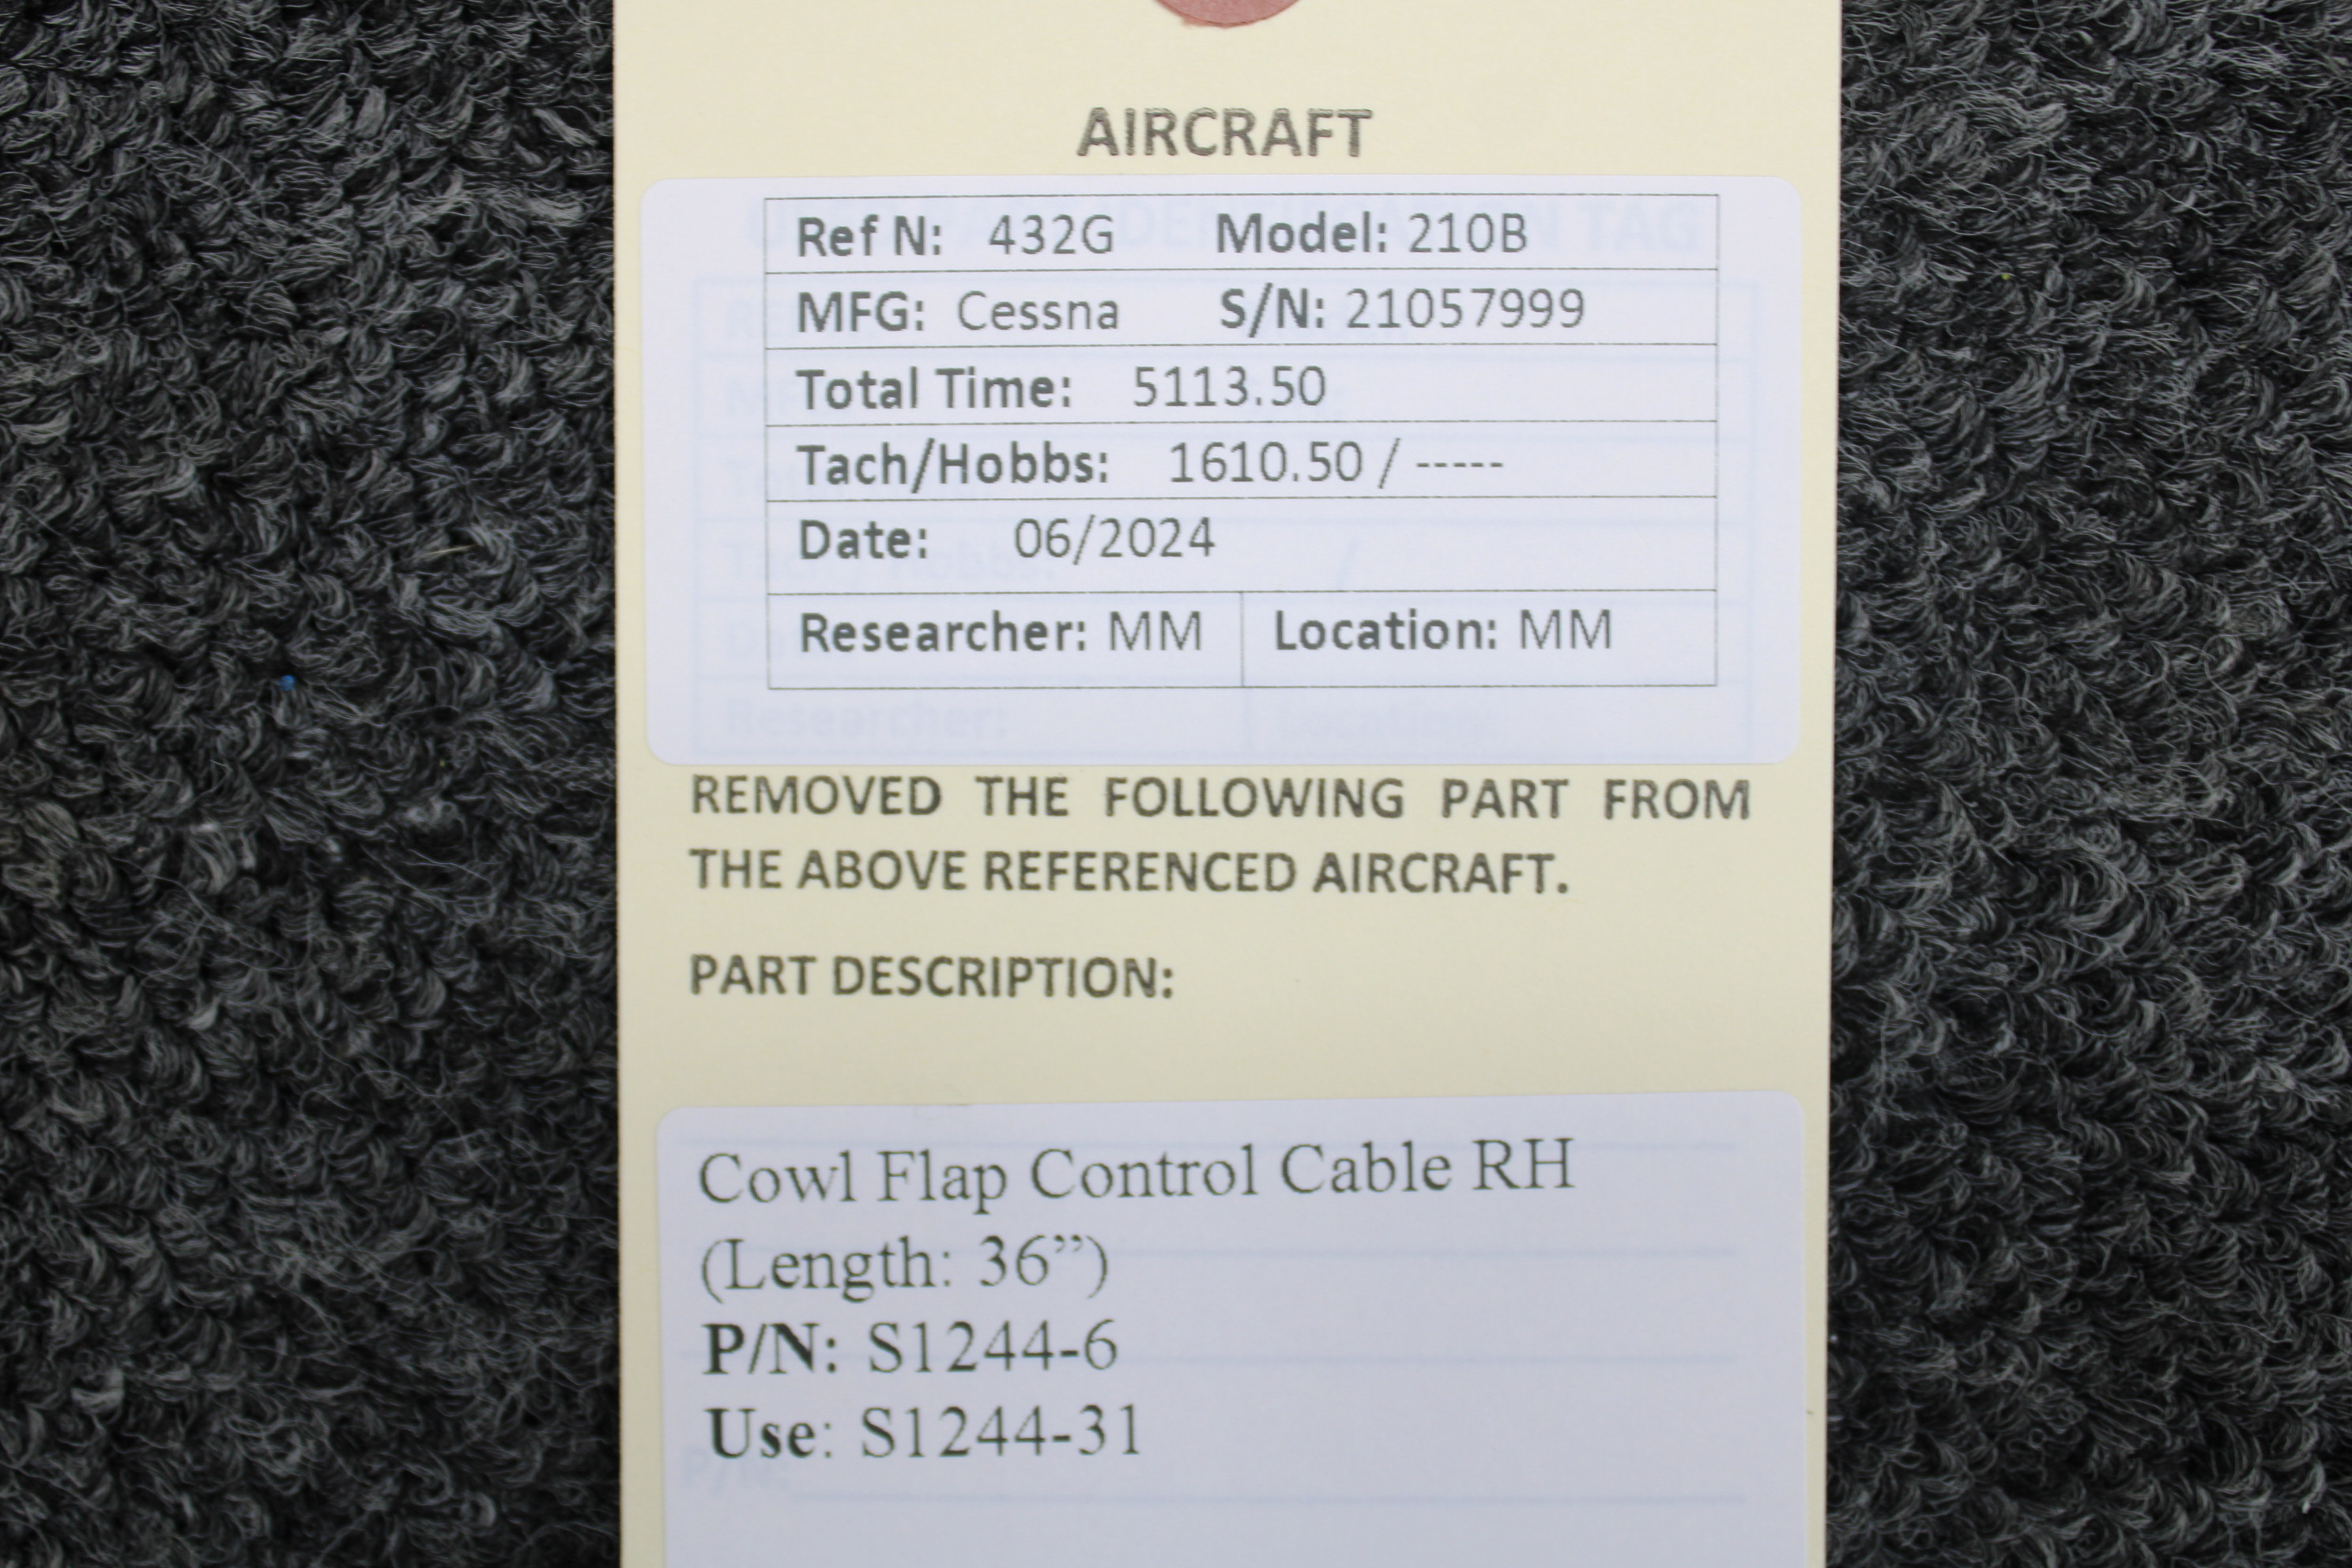 AIRCRAFT
Ref N: 432G Model: 210B
MFG: Cessna S/N: 21057999
Total Time: 5113.50
Tach/Hobbs: 1610.50 / -----
Date: 06/2024
Researcher: MM Location: MM
REMOVED THE FOLLOWING PART FROM
THE ABOVE REFERENCED AIRCRAFT.
PART DESCRIPTION:
Cowl Flap Control Cable RH
(Length: 36”)
P/N: S1244-6
Use: S1244-31